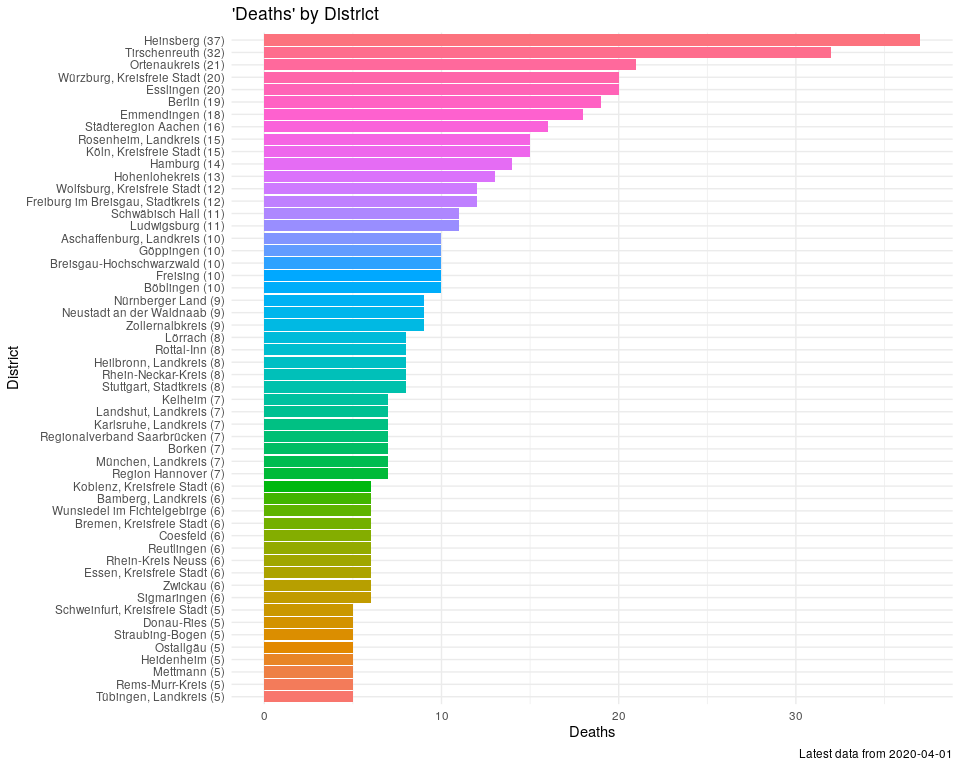 'Deaths' by District
Heinsberg (37)
Tirschenreuth (32)
Ortenaukreis (21)
Würzburg, Kreisfreie Stadt (20)
Esslingen (20)
Berlin (19)
Emmendingen (18)
Städteregion Aachen (16)
Rosenheim, Landkreis (15)
Köln, Kreisfreie Stadt (15)
Hamburg (14)
Hohenlohekreis (13)
Wolfsburg, Kreisfreie Stadt (12)
Freiburg im Breisgau, Stadtkreis (12)
Schwäbisch Hall (11)
Ludwigsburg (11)
Aschaffenburg, Landkreis (10)
Göppingen (10)
Breisgau-Hochschwarzwald (10)
Freising (10)
Böblingen (10)
Nürnberger Land (9)
Neustadt an der Waldnaab (9)
Zollernalbkreis (9)
Lörrach (8)
Rottal-Inn (8)
Heilbronn, Landkreis (8)
Rhein-Neckar-Kreis (8)
Stuttgart, Stadtkreis (8)
Kelheim (7)
Landshut, Landkreis (7)
Karlsruhe, Landkreis (7)
Regionalverband Saarbrücken (7)
Borken (7)
München, Landkreis (7)
Region Hannover (7)
Koblenz, Kreisfreie Stadt (6)
Bamberg, Landkreis (6)
Wunsiedel im Fichtelgebirge (6)
Bremen, Kreisfreie Stadt (6)
Coesfeld (6)
Reutlingen (6)
Rhein-Kreis Neuss (6)
Essen, Kreisfreie Stadt (6)
Zwickau (6)
Sigmaringen (6)
Schweinfurt, Kreisfreie Stadt (5)
Donau-Ries (5)
Straubing-Bogen (5)
Ostallgäu (5)
Heidenheim (5)
Mettmann (5)
Rems-Murr-Kreis (5)
Tübingen, Landkreis (5)
District
0 10 20 30
Deaths
Latest data from 2020-04-01